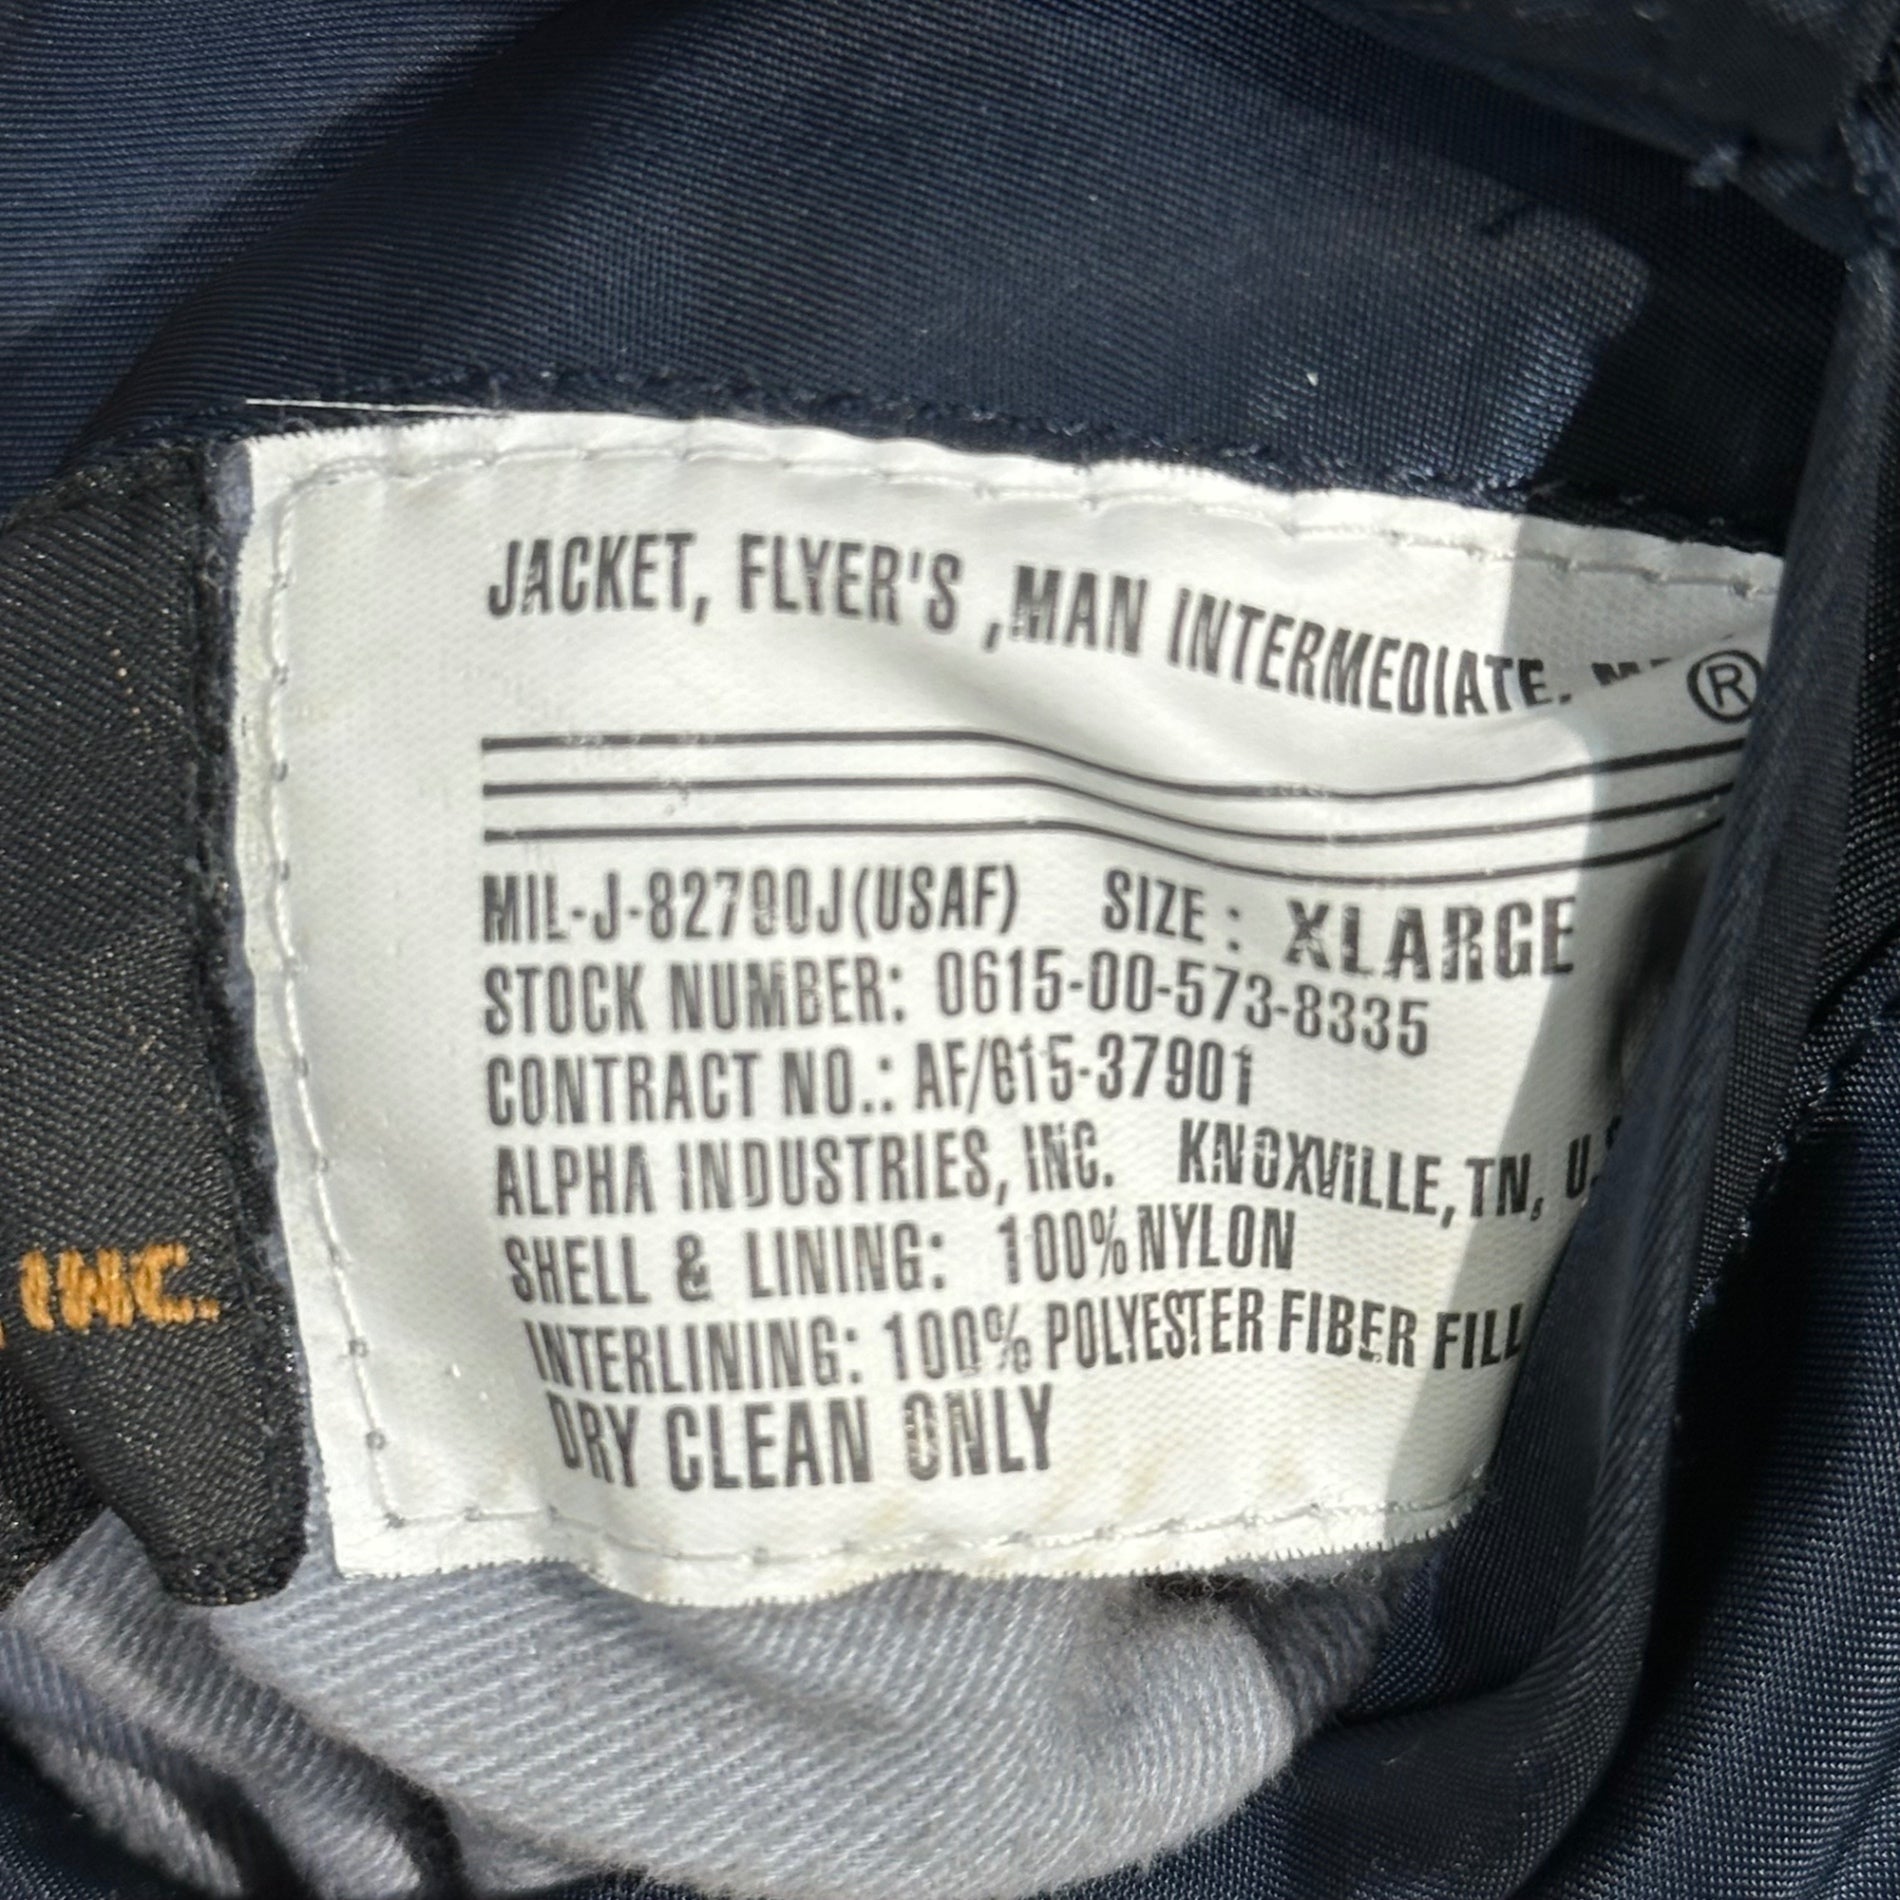 JACKET, FLYER'S ,MAN INTERMEDIATE,
®
MIL-J-82790J(USAF) SIZE: XLARGE
STOCK NUMBER: 0615-00-573-8335
CONTRACT NO.: AF/615-37901
ALPHA INDUSTRIES, INC. KNOXVILLE, TN,
SHELL & LINING: 100% NYLON
INTERLINING: 100% POLYESTER FIBER FILL
DRY CLEAN ONLY
INC.